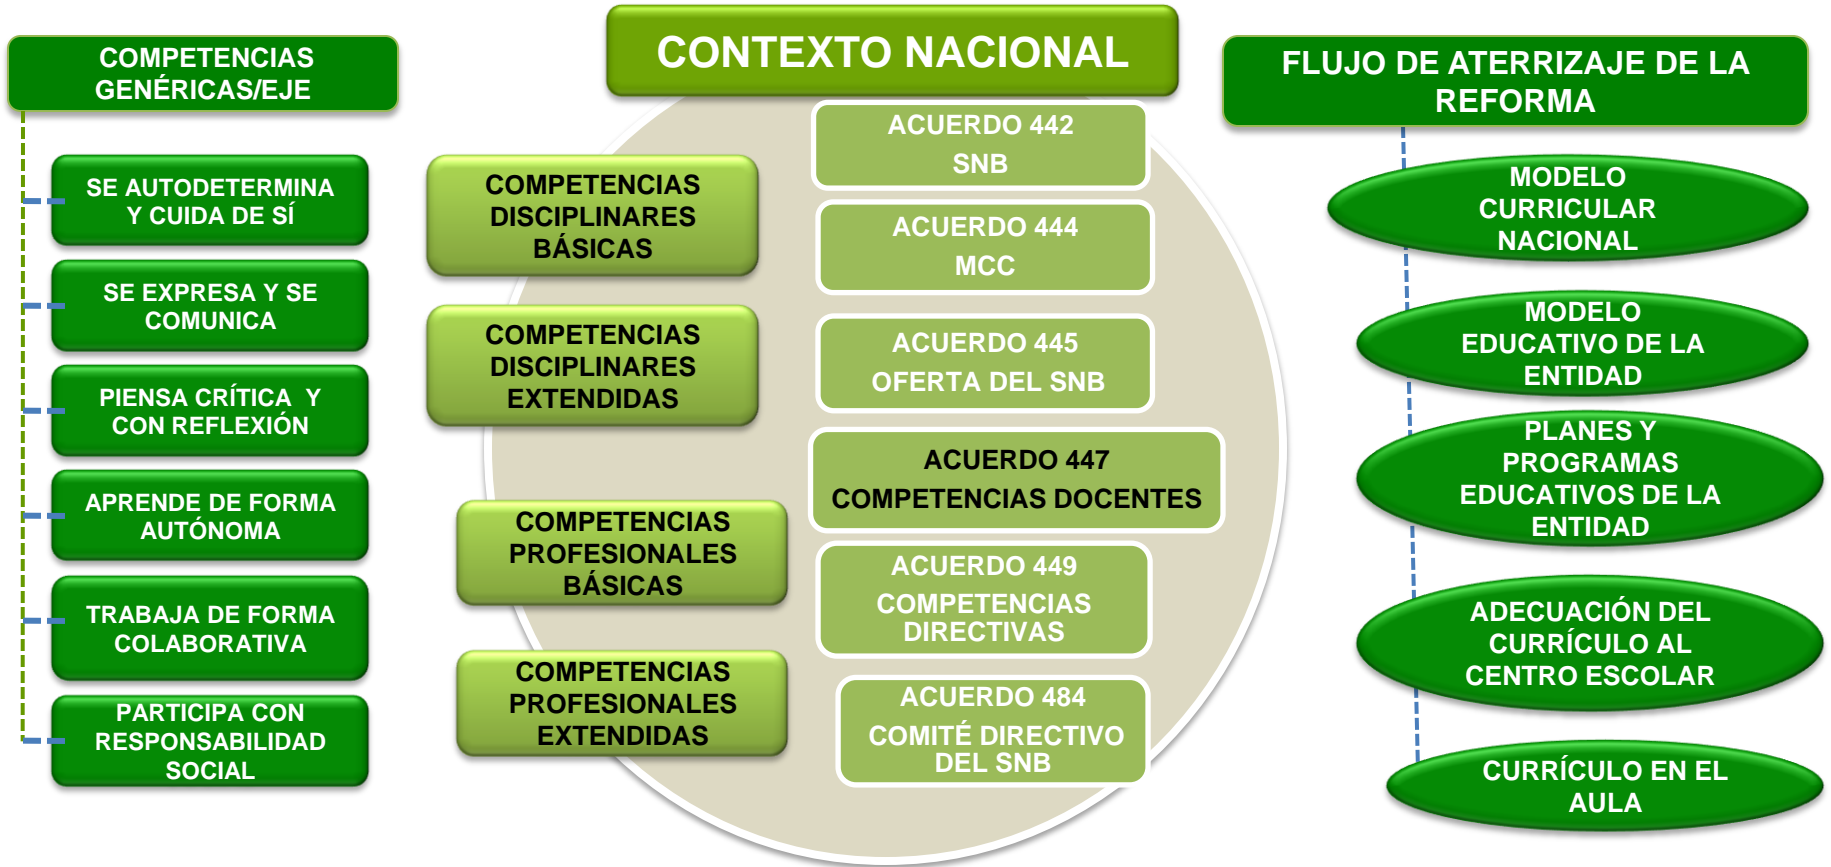 COMPETENCIAS
GENÉRICAS/EJE
SE AUTODETERMINA
Y CUIDA DE SÍ
SE EXPRESA Y SE
COMUNICA
PIENSA CRÍTICA Y
CON REFLEXIÓN
APRENDE DE FORMA
AUTÓNOMA
TRABAJA DE FORMA
COLABORATIVA
PARTICIPA CON
RESPONSABILIDAD
SOCIAL
CONTEXTO NACIONAL
COMPETENCIAS
DISCIPLINARES
BÁSICAS
COMPETENCIAS
DISCIPLINARES
EXTENDIDAS
COMPETENCIAS
PROFESIONALES
BÁSICAS
COMPETENCIAS
PROFESIONALES
EXTENDIDAS
ACUERDO 442
SNB
ACUERDO 444
MCC
ACUERDO 445
OFERTA DEL SNB
ACUERDO 447
COMPETENCIAS DOCENTES
ACUERDO 449
COMPETENCIAS
DIRECTIVAS
ACUERDO 484
COMITÉ DIRECTIVO
DEL SNB
FLUJO DE ATERRIZAJE DE LA
REFORMA
MODELO
CURRICULAR
NACIONAL
MODELO
EDUCATIVO DE LA
ENTIDAD
PLANES Y
PROGRAMAS
EDUCATIVOS DE LA
ENTIDAD
ADECUACIÓN DEL
CURRÍCULO AL
CENTRO ESCOLAR
CURRÍCULO EN EL
AULA